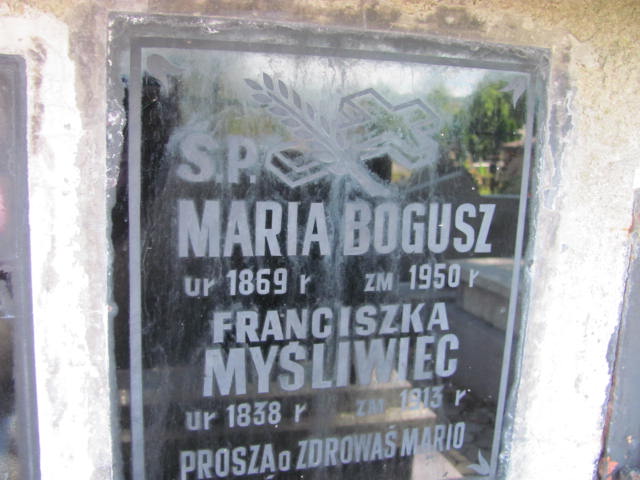 Ś.P.
MARIA BOGUSZ
ur 1869 r zm 1950 r
FRANCISZKA
MYŚLIWIEC
ur 1838 r zm 1913 r
PROSZĄ o ZDROWAŚ MARIO